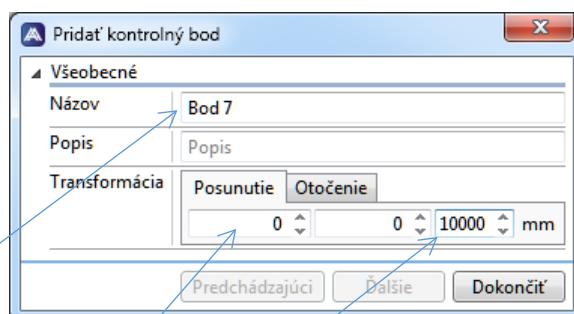 Pridať kontrolný bod
Všeobecné
Názov Bod 7
Popis Popis
Transformácia Posunutie Otočenie
0 0 10000 mm
Predchádzajúci Ďalšie Dokončiť